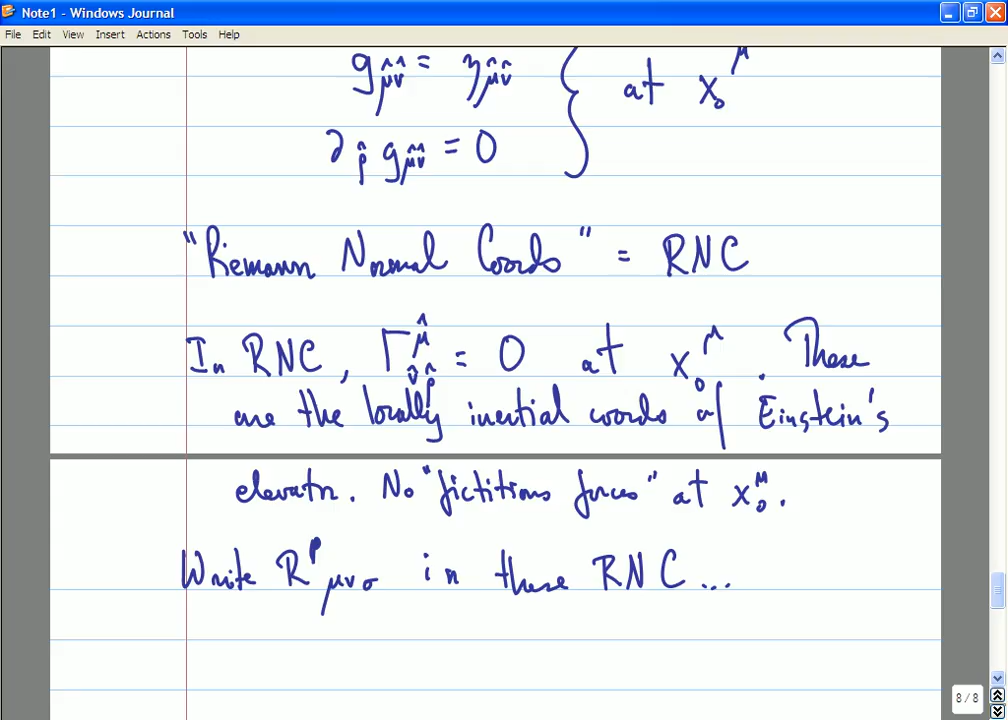 Note1 - Windows Journal
File Edit View Insert Actions Tools Help
g_μ̂ν̂ = η_μ̂ν̂ } at x₀^μ
∂_ρ̂ g_μ̂ν̂ = 0
"Riemann Normal Coords" = RNC
In RNC, Γ^μ̂_ν̂ρ̂ = 0 at x₀^μ. These
are the locally inertial coords of Einstein's
elevator. No "fictitious forces" at x₀^μ.
Write R^ρ_μνσ in these RNC ...
8/8